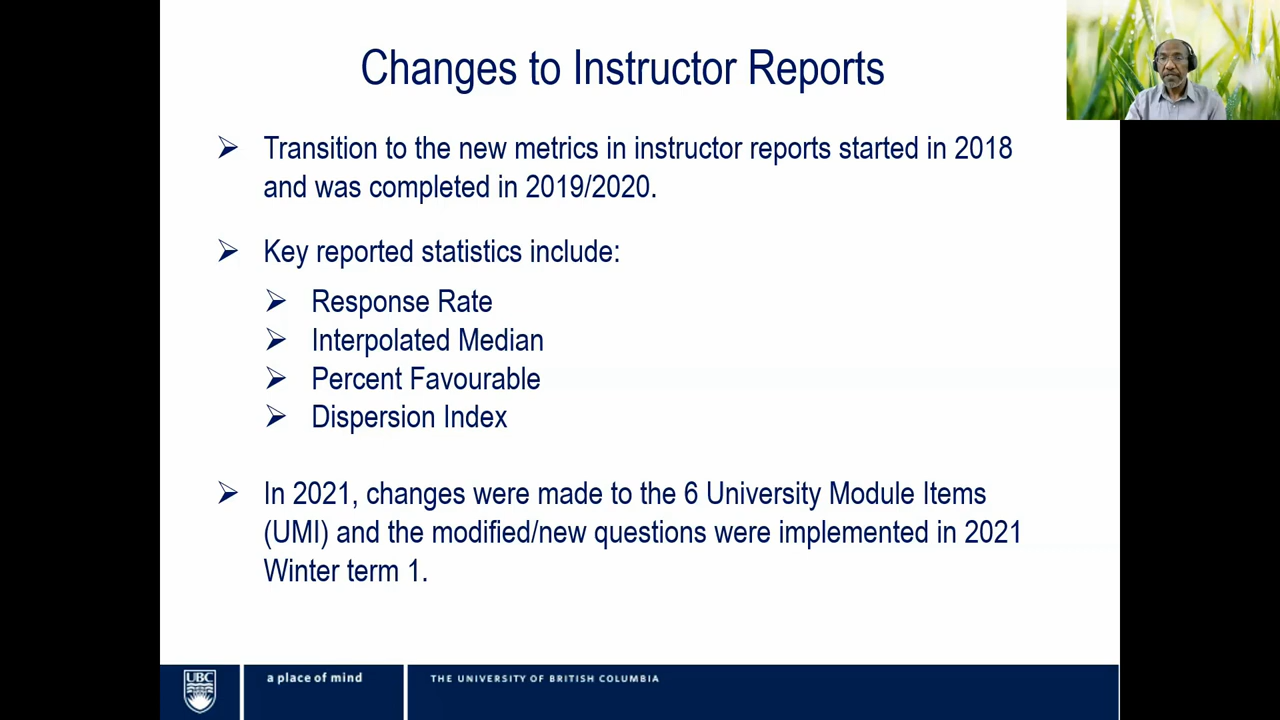 Changes to Instructor Reports
Transition to the new metrics in instructor reports started in 2018
and was completed in 2019/2020.
Key reported statistics include:
Response Rate
Interpolated Median
Percent Favourable
Dispersion Index
In 2021, changes were made to the 6 University Module Items
(UMI) and the modified/new questions were implemented in 2021
Winter term 1.
UBC
a place of mind
THE UNIVERSITY OF BRITISH COLUMBIA